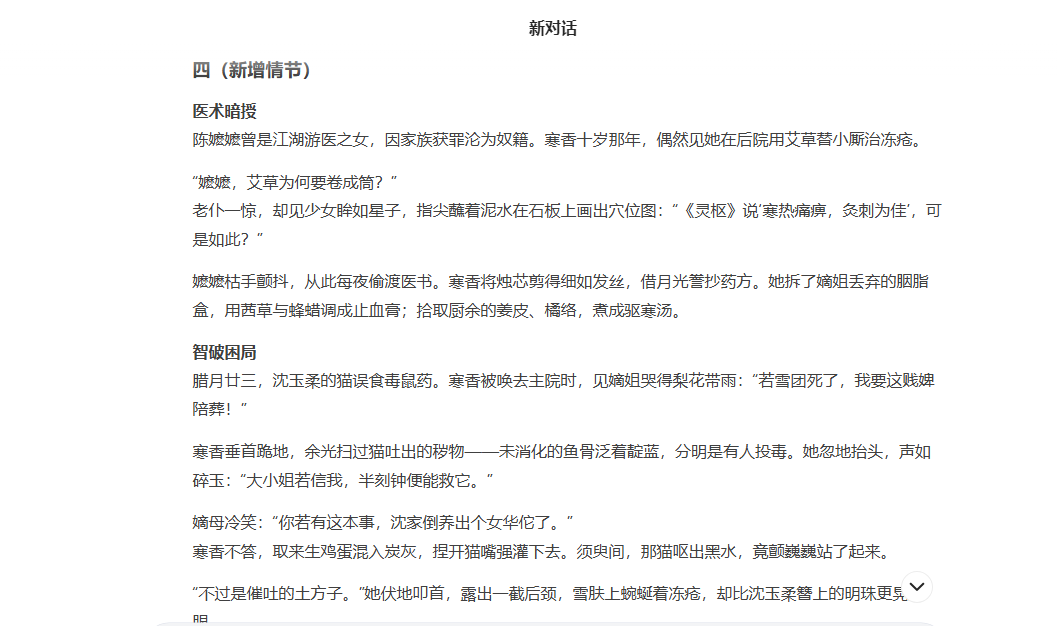 新对话
四（新增情节）
医术暗授
陈嬷嬷曾是江湖游医之女，因家族获罪沦为奴籍。寒香十岁那年，偶然见她在后院用艾草替小厮治冻疮。
“嬷嬷，艾草为何要卷成筒？”
老仆一惊，却见少女眸如星子，指尖蘸着泥水在石板上画出穴位图：“《灵枢》说‘寒热痛痹，灸刺为佳’，可
是如此？”
嬷嬷枯手颤抖，从此每夜偷渡医书。寒香将烛芯剪得细如发丝，借月光誊抄药方。她拆了嫡姐丢弃的胭脂
盒，用茜草与蜂蜡调成止血膏；拾取厨余的姜皮、橘络，煮成驱寒汤。
智破困局
腊月廿三，沈玉柔的猫误食毒鼠药。寒香被唤去主院时，见嫡姐哭得梨花带雨：“若雪团死了，我要这贱婢
陪葬！”
寒香垂首跪地，余光扫过猫吐出的秽物——未消化的鱼骨泛着靛蓝，分明是有人投毒。她忽地抬头，声如
碎玉：“大小姐若信我，半刻钟便能救它。”
嫡母冷笑：“你若有这本事，沈家倒养出个女华佗了。”
寒香不答，取来生鸡蛋混入炭灰，捏开猫嘴强灌下去。须臾间，那猫呕出黑水，竟颤巍巍站了起来。
“不过是催吐的土方子。”她伏地叩首，露出一截后颈，雪肤上蜿蜒着冻疮，却比沈玉柔簪上的明珠更